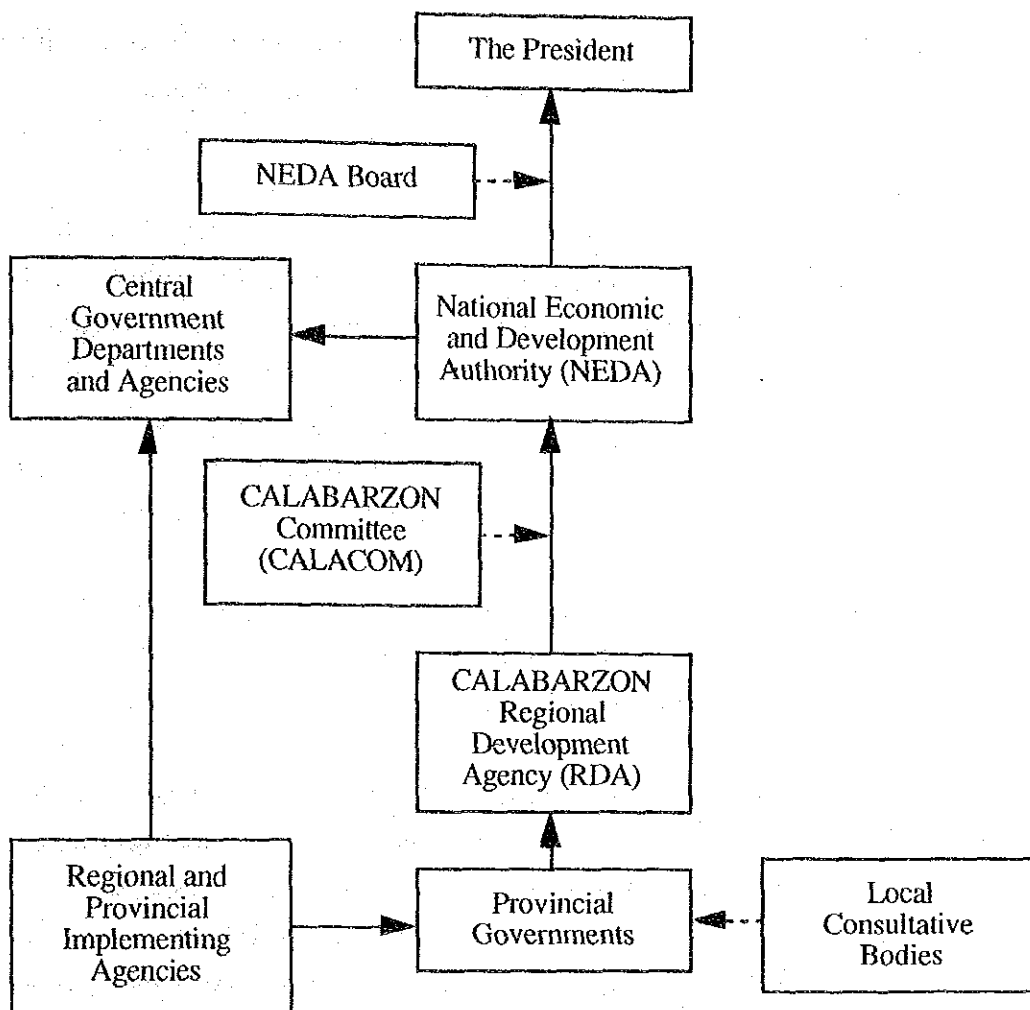 The President
NEDA Board
Central
Government
Departments
and Agencies
National Economic
and Development
Authority (NEDA)
CALABARZON
Committee
(CALACOM)
CALABARZON
Regional
Development
Agency (RDA)
Regional and
Provincial
Implementing
Agencies
Provincial
Governments
Local
Consultative
Bodies